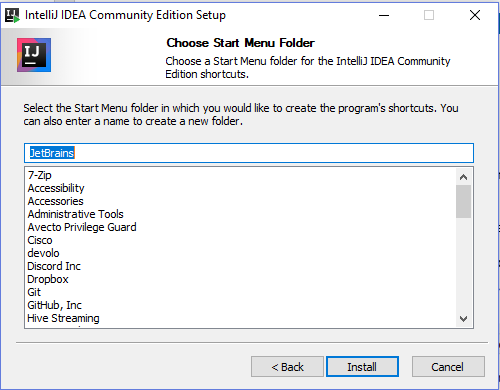 IntelliJ IDEA Community Edition Setup
IJ
Choose Start Menu Folder
Choose a Start Menu folder for the IntelliJ IDEA Community
Edition shortcuts.
Select the Start Menu folder in which you would like to create the program's shortcuts. You
can also enter a name to create a new folder.
JetBrains
7-Zip
Accessibility
Accessories
Administrative Tools
Avecto Privilege Guard
Cisco
devolo
Discord Inc
Dropbox
Git
GitHub, Inc
Hive Streaming
< Back
Install
Cancel